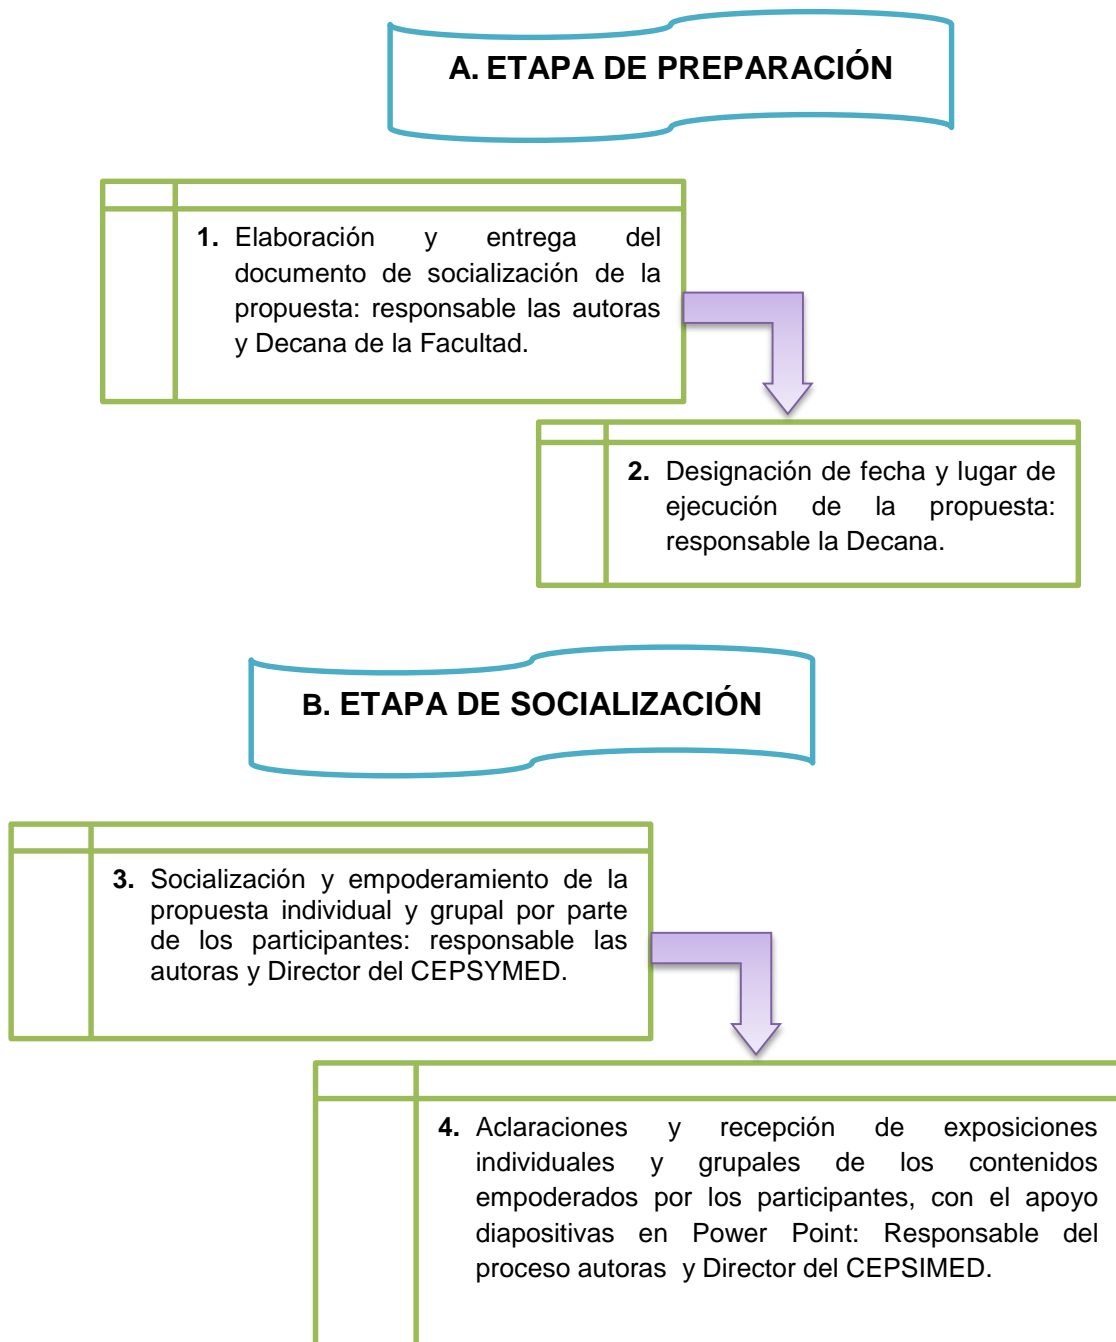 A. ETAPA DE PREPARACIÓN
1. Elaboración y entrega del
documento de socialización de la
propuesta: responsable las autoras
y Decana de la Facultad.
2. Designación de fecha y lugar de
ejecución de la propuesta:
responsable la Decana.
B. ETAPA DE SOCIALIZACIÓN
3. Socialización y empoderamiento de la
propuesta individual y grupal por parte
de los participantes: responsable las
autoras y Director del CEPSYMED.
4. Aclaraciones y recepción de exposiciones
individuales y grupales de los contenidos
empoderados por los participantes, con el apoyo
diapositivas en Power Point: Responsable del
proceso autoras y Director del CEPSIMED.